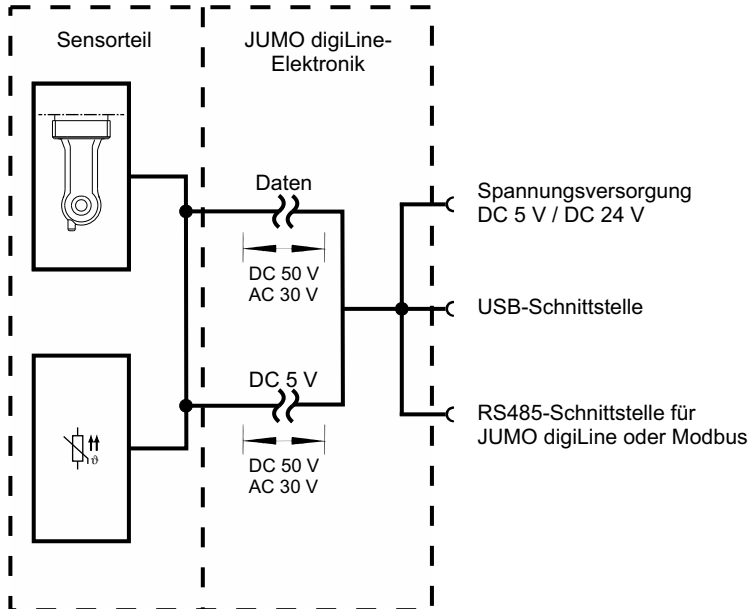 Sensorteil
JUMO digiLine-
Elektronik
Daten
DC 50 V
AC 30 V
DC 5 V
DC 50 V
AC 30 V
ϑ
Spannungsversorgung
DC 5 V / DC 24 V
USB-Schnittstelle
RS485-Schnittstelle für
JUMO digiLine oder Modbus